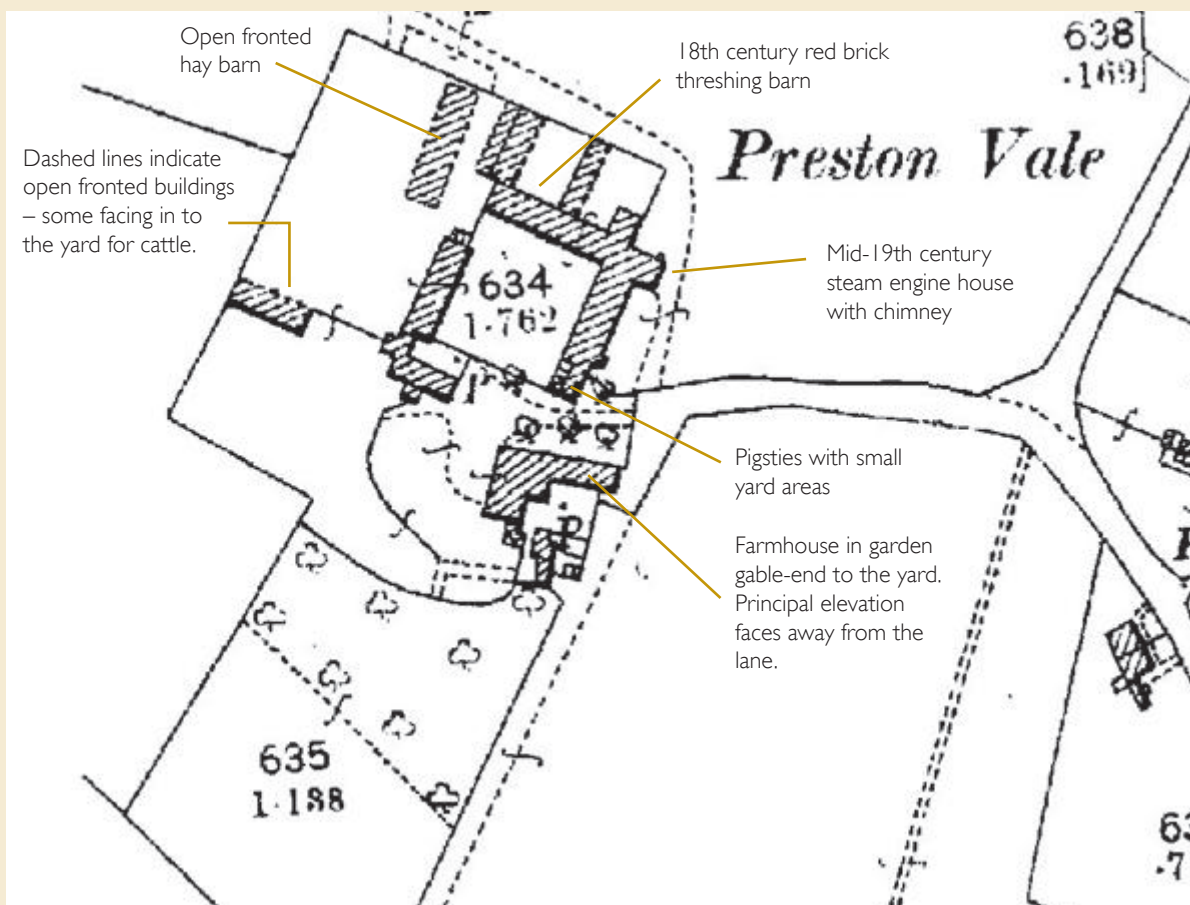 Open fronted
hay barn
18th century red brick
threshing barn
638
.169
Preston Vale
Dashed lines indicate
open fronted buildings
– some facing in to
the yard for cattle.
634
1·762
Mid-19th century
steam engine house
with chimney
Pigsties with small
yard areas
Farmhouse in garden
gable-end to the yard.
Principal elevation
faces away from the
lane.
635
1·188